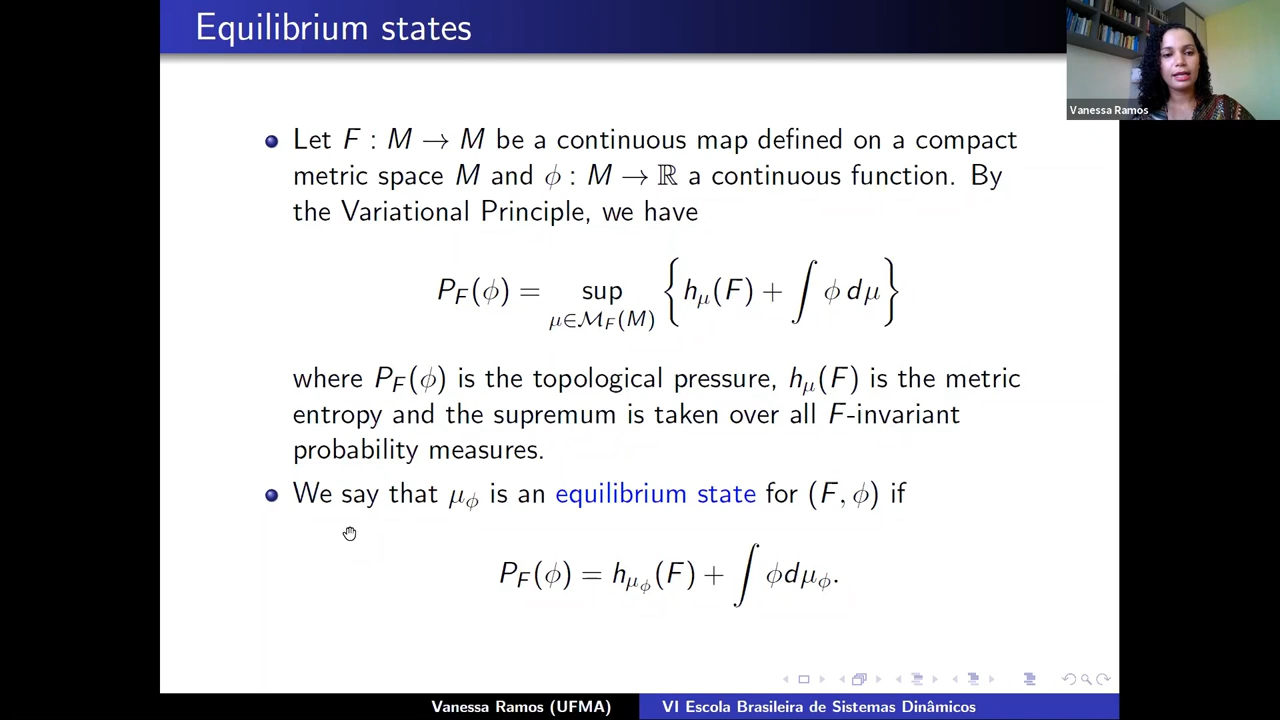 Equilibrium states
Vanessa Ramos
Let F : M → M be a continuous map defined on a compact
metric space M and ϕ : M → ℝ a continuous function. By
the Variational Principle, we have
P_F(ϕ) = sup_{μ∈ℳ_F(M)} { h_μ(F) + ∫ ϕ dμ }
where P_F(ϕ) is the topological pressure, h_μ(F) is the metric
entropy and the supremum is taken over all F-invariant
probability measures.
We say that μ_ϕ is an equilibrium state for (F, ϕ) if
P_F(ϕ) = h_{μ_ϕ}(F) + ∫ ϕdμ_ϕ.
Vanessa Ramos (UFMA) VI Escola Brasileira de Sistemas Dinâmicos